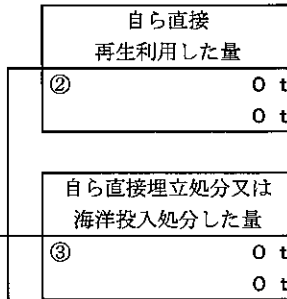 自ら直接
再生利用した量
② 0 t
0 t
自ら直接埋立処分又は
海洋投入処分した量
③ 0 t
0 t